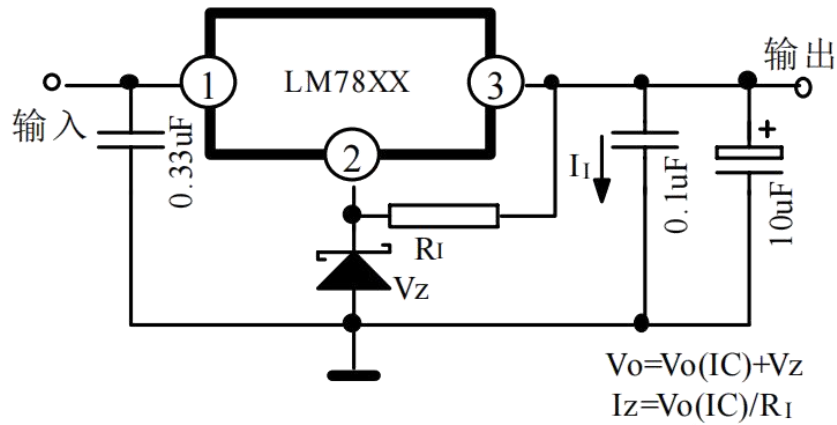 LM78XX
1
3
2
输入
输出
0.33uF
II
0.1uF
+
10uF
RI
Vz
Vo=Vo(IC)+Vz
Iz=Vo(IC)/RI